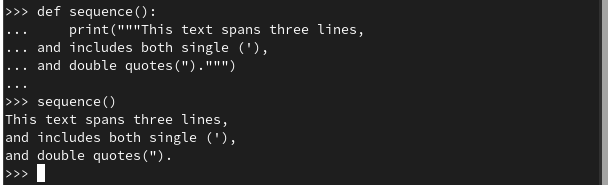 >>> def sequence():
...     print("""This text spans three lines,
... and includes both single ('),
... and double quotes(").""")
...
>>> sequence()
This text spans three lines,
and includes both single ('),
and double quotes(").
>>>